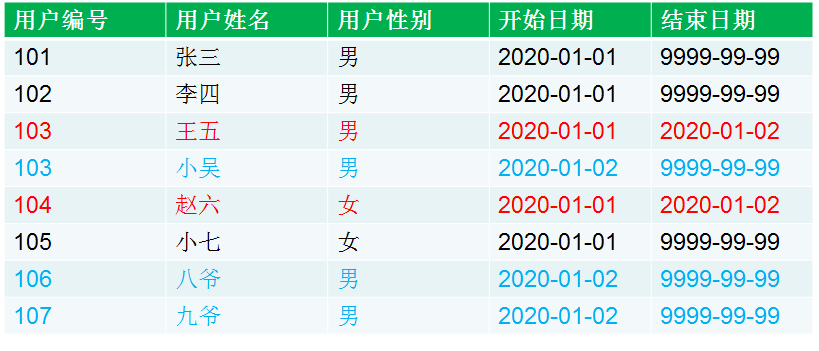 用户编号 用户姓名 用户性别 开始日期 结束日期
101 张三 男 2020-01-01 9999-99-99
102 李四 男 2020-01-01 9999-99-99
103 王五 男 2020-01-01 2020-01-02
103 小吴 男 2020-01-02 9999-99-99
104 赵六 女 2020-01-01 2020-01-02
105 小七 女 2020-01-01 9999-99-99
106 八爷 男 2020-01-02 9999-99-99
107 九爷 男 2020-01-02 9999-99-99